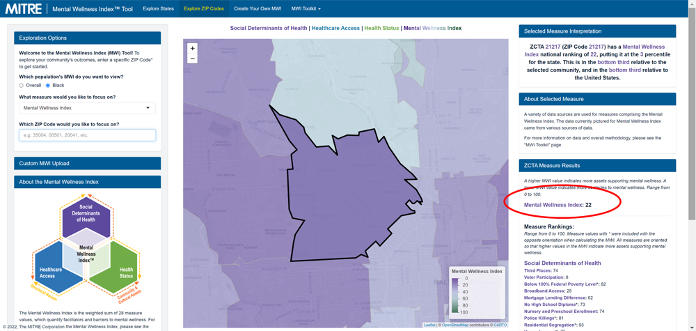 MITRE | Mental Wellness Index™ Tool Explore States Explore ZIP Codes Create Your Own MWI MWI Toolkit
Exploration Options
Welcome to the Mental Wellness Index (MWI) Tool! To
explore your community's outcomes, enter a specific ZIP Code*
to get started.
Which population's MWI do you want to view?
Overall Black
What measure would you like to focus on?
Mental Wellness Index
Which ZIP Code would you like to focus on?
e.g. 35004, 00501, 20041, etc.
Custom MWI Upload
About the Mental Wellness Index
Social
Determinants
of Health
Mental
Wellness
Index™
Healthcare
Access
Health
Status
The Mental Wellness Index is the weighted sum of 28 measure
values, which quantify facilitators and barriers to mental wellness. For
© 2022, The MITRE Corporation the Mental Wellness Index, please see the
Social Determinants of Health | Healthcare Access | Health Status | Mental Wellness Index
+
−
Mental Wellness Index
0
20
40
60
80
100
Leaflet | © OpenStreetMap contributors © CARTO
Selected Measure Interpretation
ZCTA 21217 (ZIP Code 21217) has a Mental Wellness
Index national ranking of 22, putting it at the 3 percentile
for the state. This is in the bottom third relative to the
selected community, and in the bottom third relative to
the United States.
About Selected Measure
A variety of data sources are used for measures comprising the Mental
Wellness Index. The data currently pictured for Mental Wellness Index
came from various sources of data.
For more information on data and overall methodology, please see the
"MWI Toolkit" page
ZCTA Measure Results
A higher MWI value indicates more assets supporting mental wellness. A
value indicates more to mental wellness. Range from
0 to 100.
Mental Wellness Index: 22
Measure Rankings:
Range from 0 to 100. Measure values with * were included with the
opposite orientation when calculating the MWI. All measures are oriented
so that higher values in the MWI indicate more assets supporting mental
wellness.
Social Determinants of Health
Third Places: 74
Voter Participation: 8
Below 100% Federal Poverty Level*: 82
Broadband Access: 28
Mortgage Lending Difference: 62
No High School Diploma*: 73
Nursery and Preschool Enrollment: 74
Police Killings*: 81
Residential Segregation*: 68